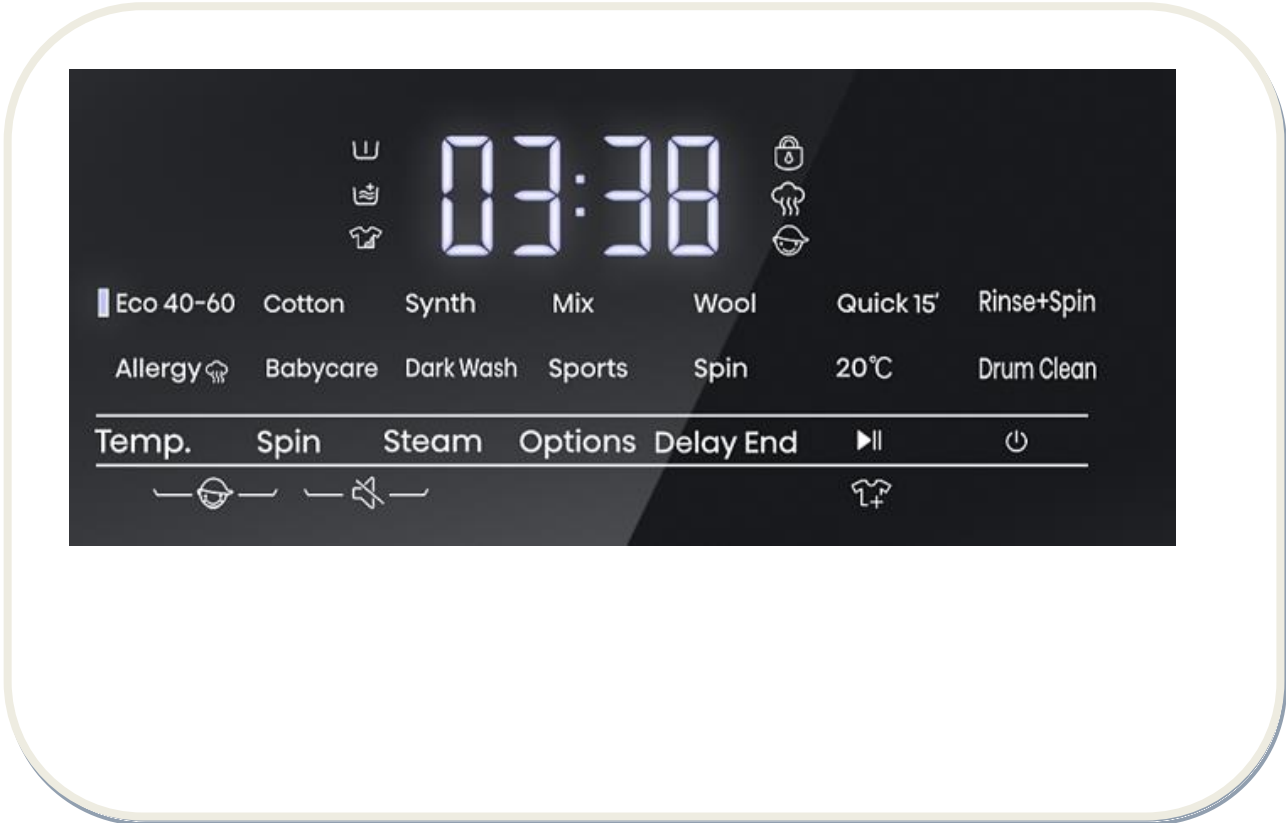 03:38
Eco 40-60 Cotton Synth Mix Wool Quick 15' Rinse+Spin
Allergy Babycare Dark Wash Sports Spin 20℃ Drum Clean
Temp. Spin Steam Options Delay End